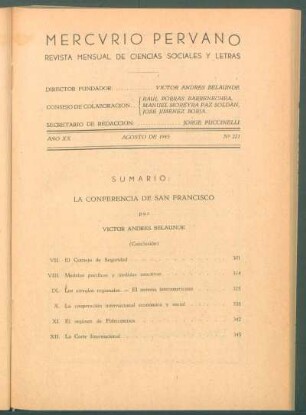 MERCVRIO PERVANO
REVISTA MENSUAL DE CIENCIAS SOCIALES Y LETRAS
DIRECTOR FUNDADOR VICTOR ANDRES BELAUNDE
CONSEJO DE COLABORACION RAUL PORRAS BARRENECHEA,
MANUEL MOREYRA PAZ SOLDAN,
JOSE JIMENEZ BORJA.
SECRETARIO DE REDACCION JORGE PUCCINELLI
AÑO XX AGOSTO DE 1945 Nº 221
SUMARIO:
LA CONFERENCIA DE SAN FRANCISCO
por
VICTOR ANDRES BELAUNDE
(Conclusión)
VII. El Consejo de Seguridad
VIII. Medidas pacíficas y medidas coercitivas 314
IX. Los arreglos regionales. — El sistema interamericano
X. La cooperación internacional económica y social
XI. El régimen de Fideicomisos 342
XII. La Corte Internacional